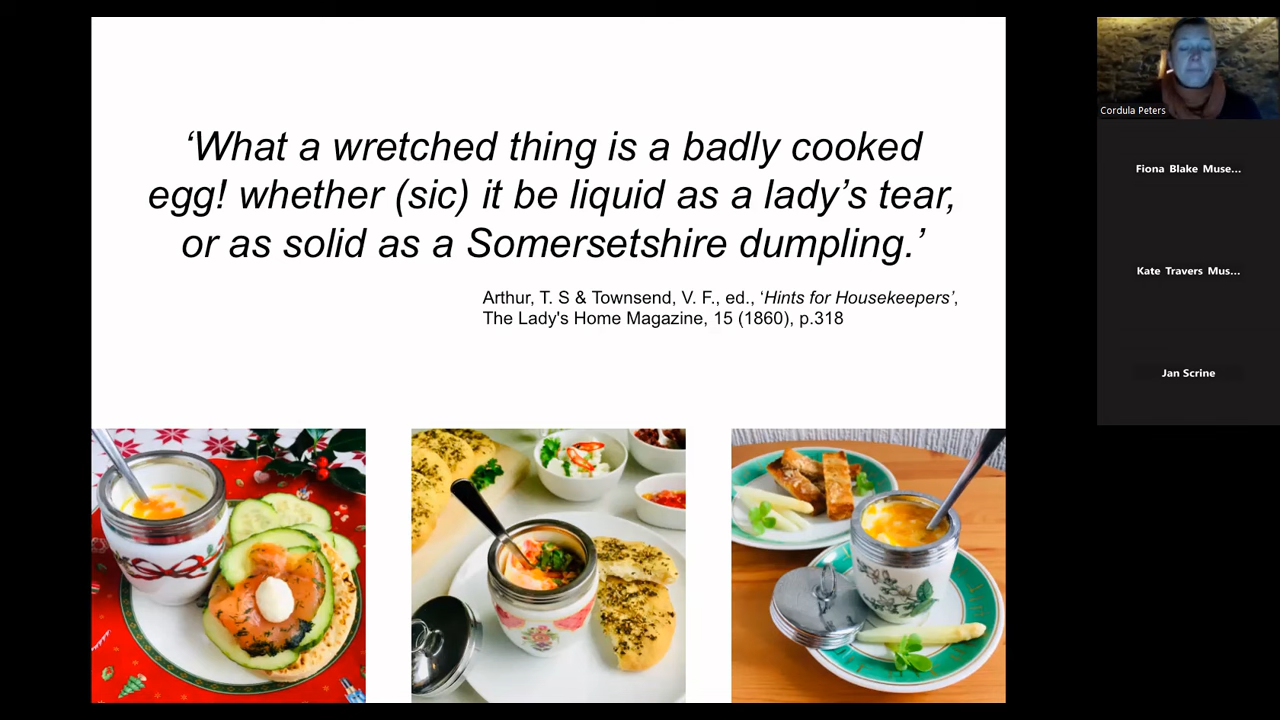 ‘What a wretched thing is a badly cooked
egg! whether (sic) it be liquid as a lady’s tear,
or as solid as a Somersetshire dumpling.’
Arthur, T. S & Townsend, V. F., ed., ‘Hints for Housekeepers’,
The Lady's Home Magazine, 15 (1860), p.318
Cordula Peters
Fiona Blake Muse...
Kate Travers Mus...
Jan Scrine